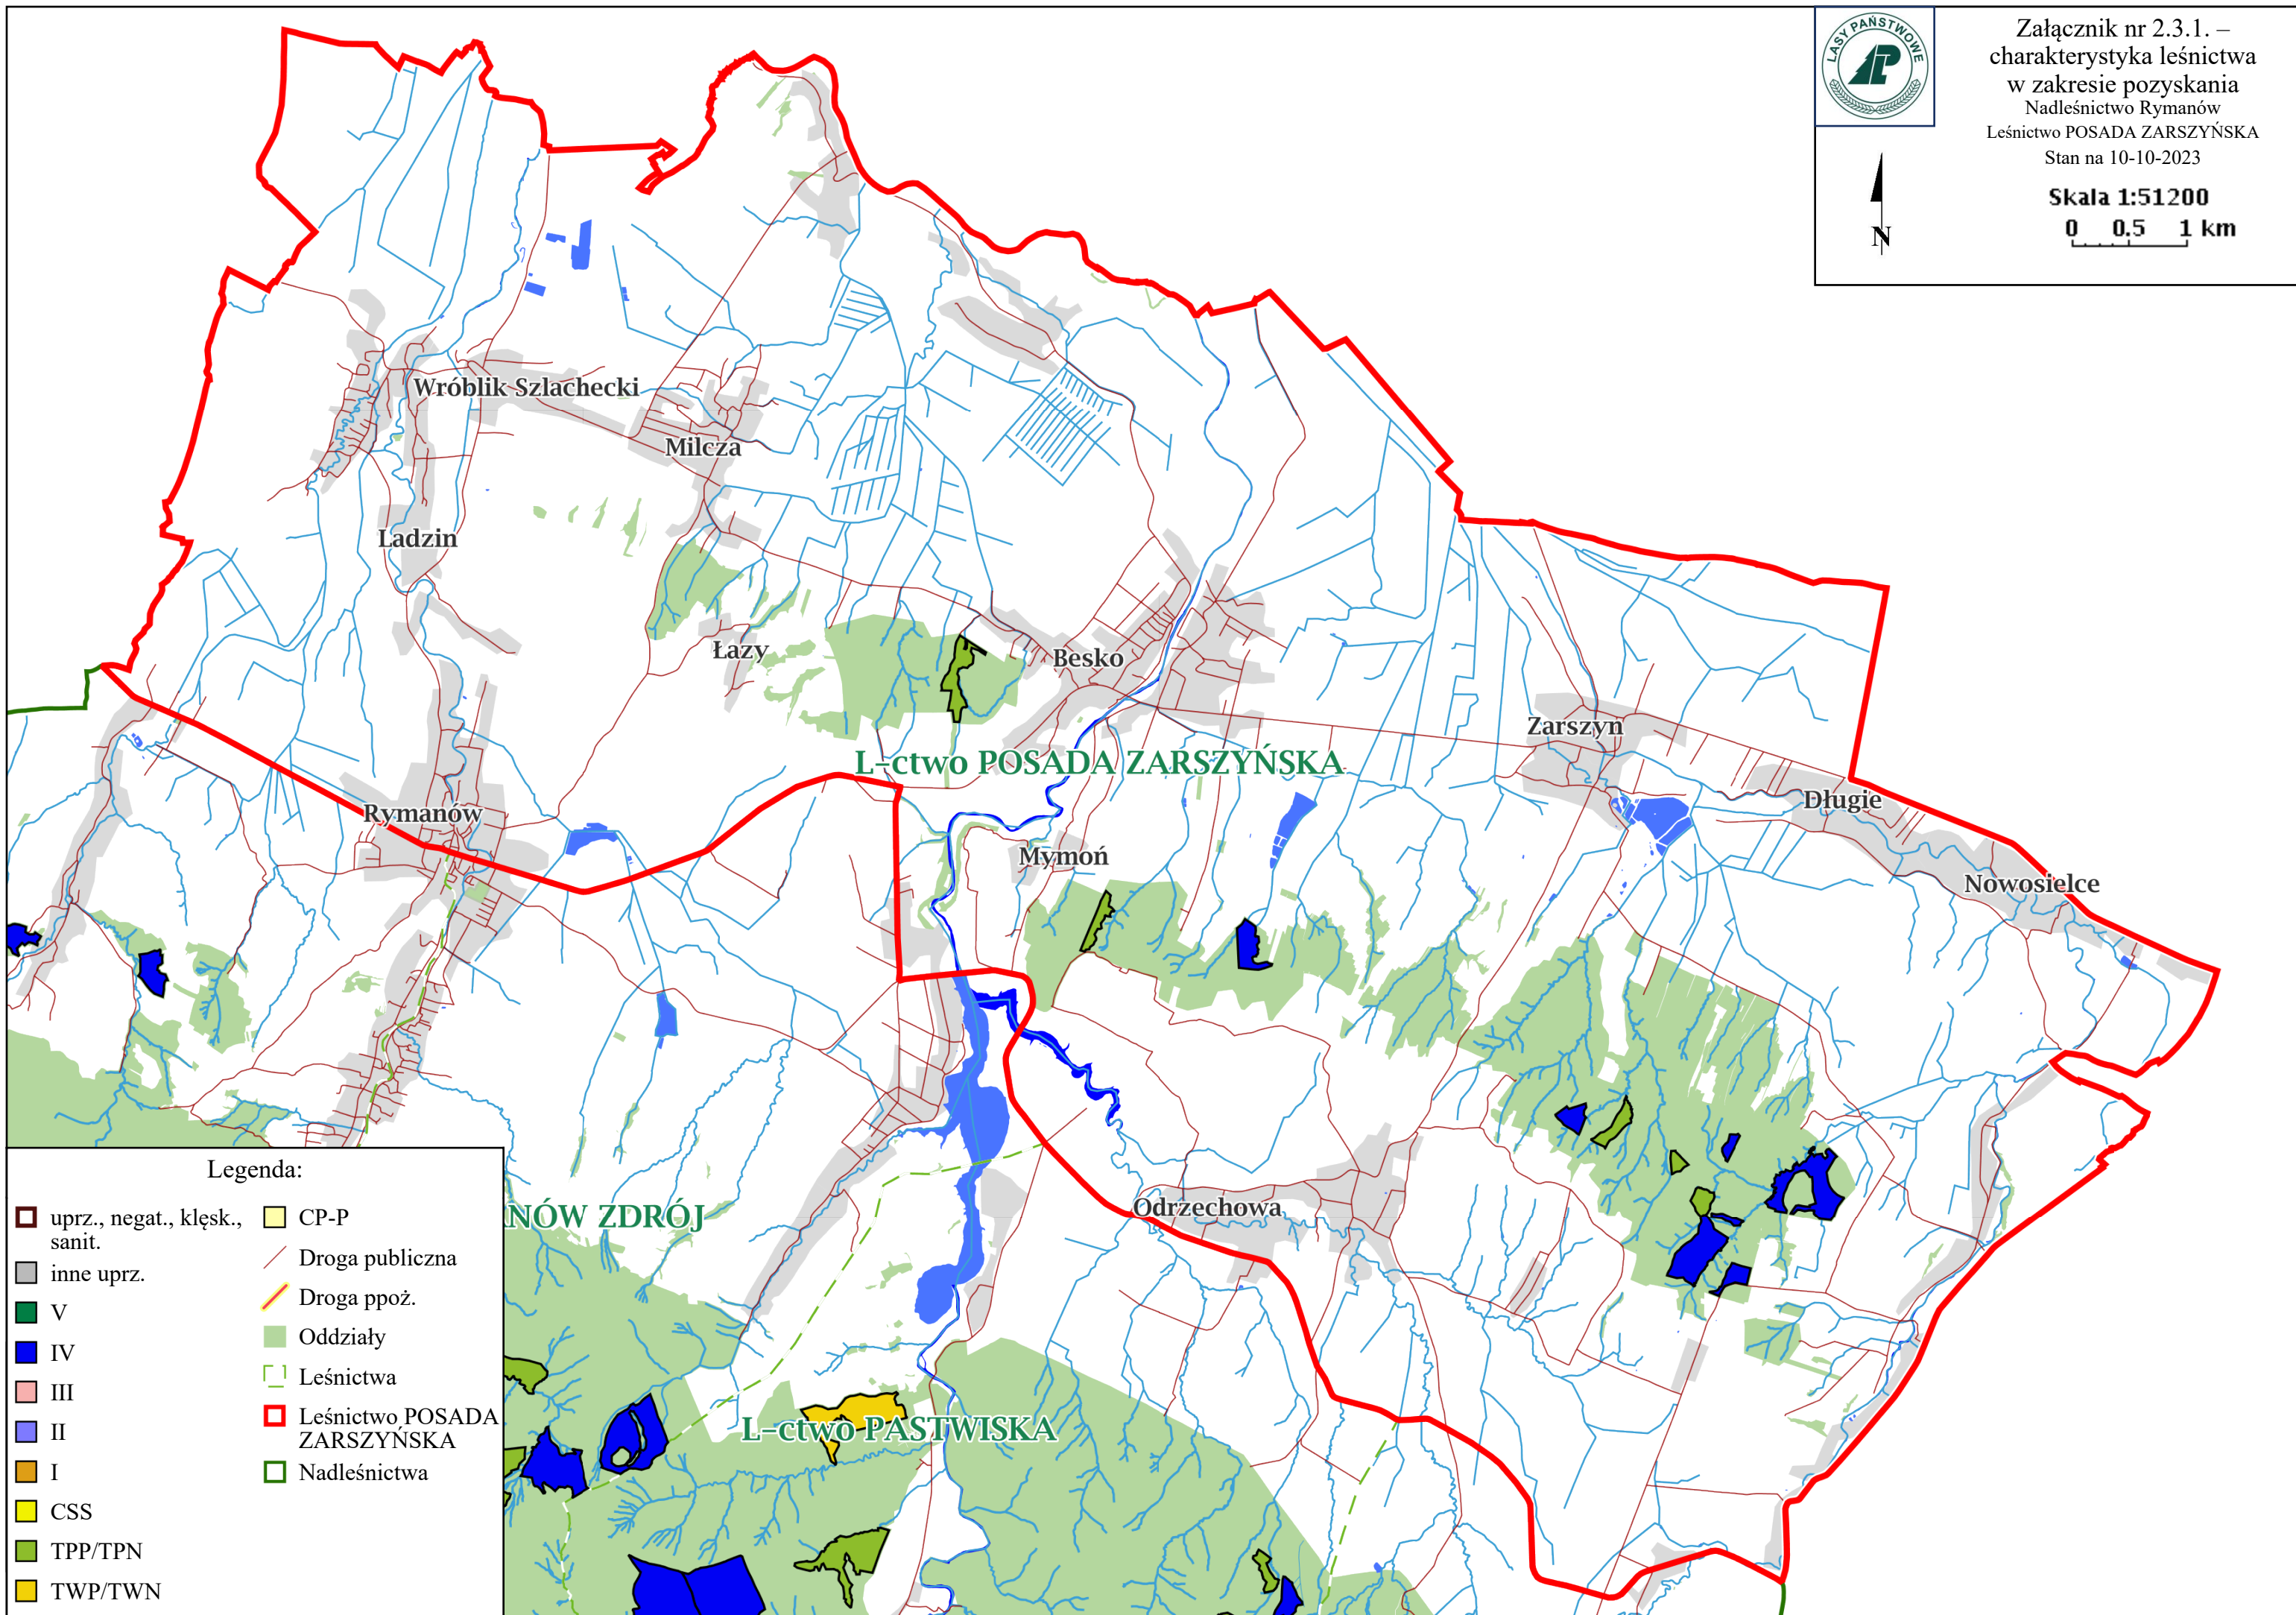 LASY PAŃSTWOWE
Załącznik nr 2.3.1. –
charakterystyka leśnictwa
w zakresie pozyskania
Nadleśnictwo Rymanów
Leśnictwo POSADA ZARSZYŃSKA
Stan na 10-10-2023
Skala 1:51200
0 0.5 1 km
N
Wróblik Szlachecki
Milcza
Ladzin
Łazy
Besko
Zarszyn
L-ctwo POSADA ZARSZYŃSKA
Długie
Rymanów
Mymoń
Nowosielce
Odrzechowa
NÓW ZDRÓJ
L-ctwo PASTWISKA
Legenda:
uprz., negat., klęsk.,
sanit.
inne uprz.
V
IV
III
II
I
CSS
TPP/TPN
TWP/TWN
CP-P
Droga publiczna
Droga ppoż.
Oddziały
Leśnictwa
Leśnictwo POSADA
ZARSZYŃSKA
Nadleśnictwa